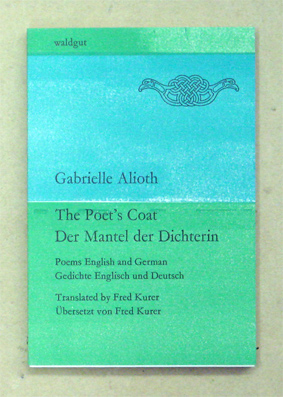 waldgut
Gabrielle Alioth
The Poet's Coat
Der Mantel der Dichterin
Poems English and German
Gedichte Englisch und Deutsch
Translated by Fred Kurer
Übersetzt von Fred Kurer